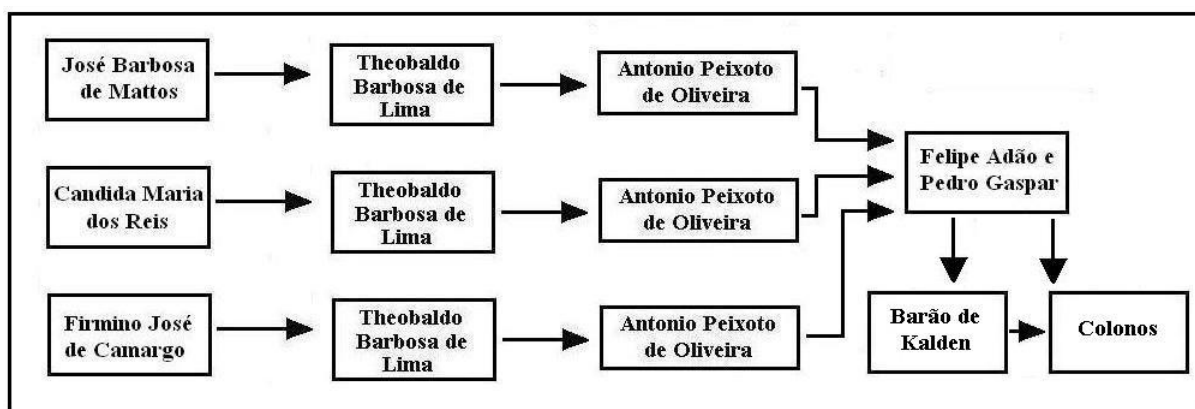 José Barbosa
de Mattos
Theobaldo
Barbosa de
Lima
Antonio Peixoto
de Oliveira
Felipe Adão e
Pedro Gaspar
Candida Maria
dos Reis
Theobaldo
Barbosa de
Lima
Antonio Peixoto
de Oliveira
Firmino José
de Camargo
Theobaldo
Barbosa de
Lima
Antonio Peixoto
de Oliveira
Barão de
Kalden
Colonos